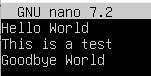 GNU nano 7.2
Hello World
This is a test
Goodbye World